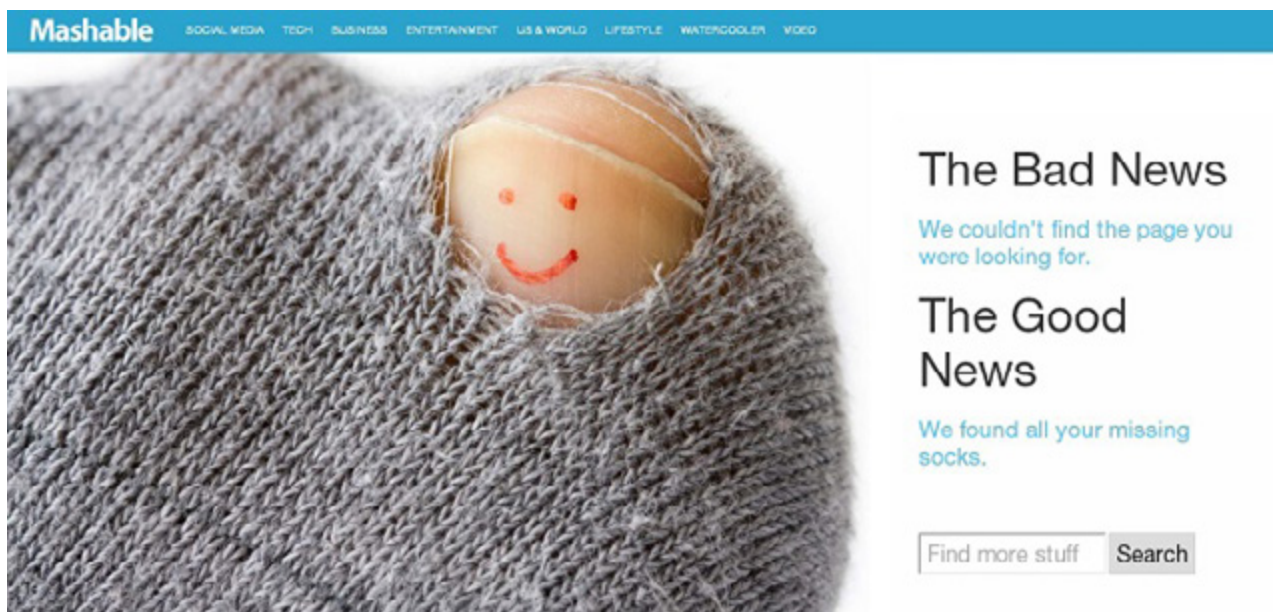 Mashable SOCIAL MEDIA TECH BUSINESS ENTERTAINMENT US & WORLD LIFESTYLE WATERCOOLER VIDEO
The Bad News
We couldn't find the page you
were looking for.
The Good
News
We found all your missing
socks.
Find more stuff Search